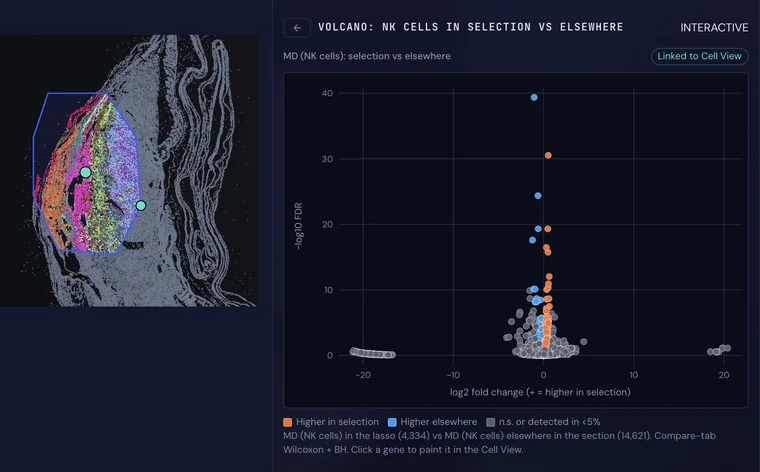 ← VOLCANO: NK CELLS IN SELECTION VS ELSEWHERE INTERACTIVE
MD (NK cells): selection vs elsewhere Linked to Cell View
40
30
20
10
0
-log10 FDR
-20 -10 0 10 20
log2 fold change (+ = higher in selection)
Higher in selection Higher elsewhere n.s. or detected in <5%
MD (NK cells) in the lasso (4,334) vs MD (NK cells) elsewhere in the section (14,621). Compare-tab
Wilcoxon + BH. Click a gene to paint it in the Cell View.